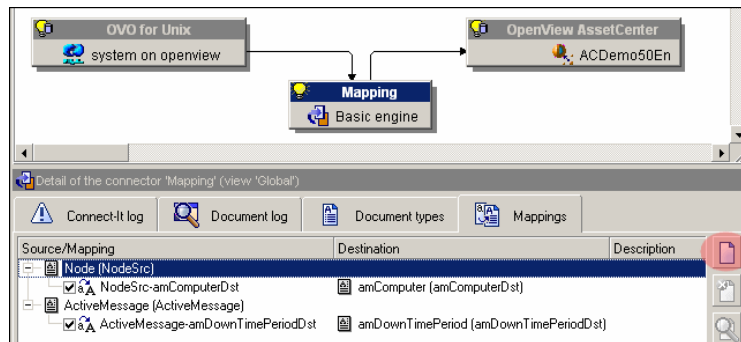 OVO for Unix
system on openview
OpenView AssetCenter
ACDemo50En
Mapping
Basic engine
Detail of the connector 'Mapping' (view 'Global')
Connect-It log Document log Document types Mappings
Source/Mapping Destination Description
Node (NodeSrc)
NodeSrc-amComputerDst amComputer (amComputerDst)
ActiveMessage (ActiveMessage)
ActiveMessage-amDownTimePeriodDst amDownTimePeriod (amDownTimePeriodDst)